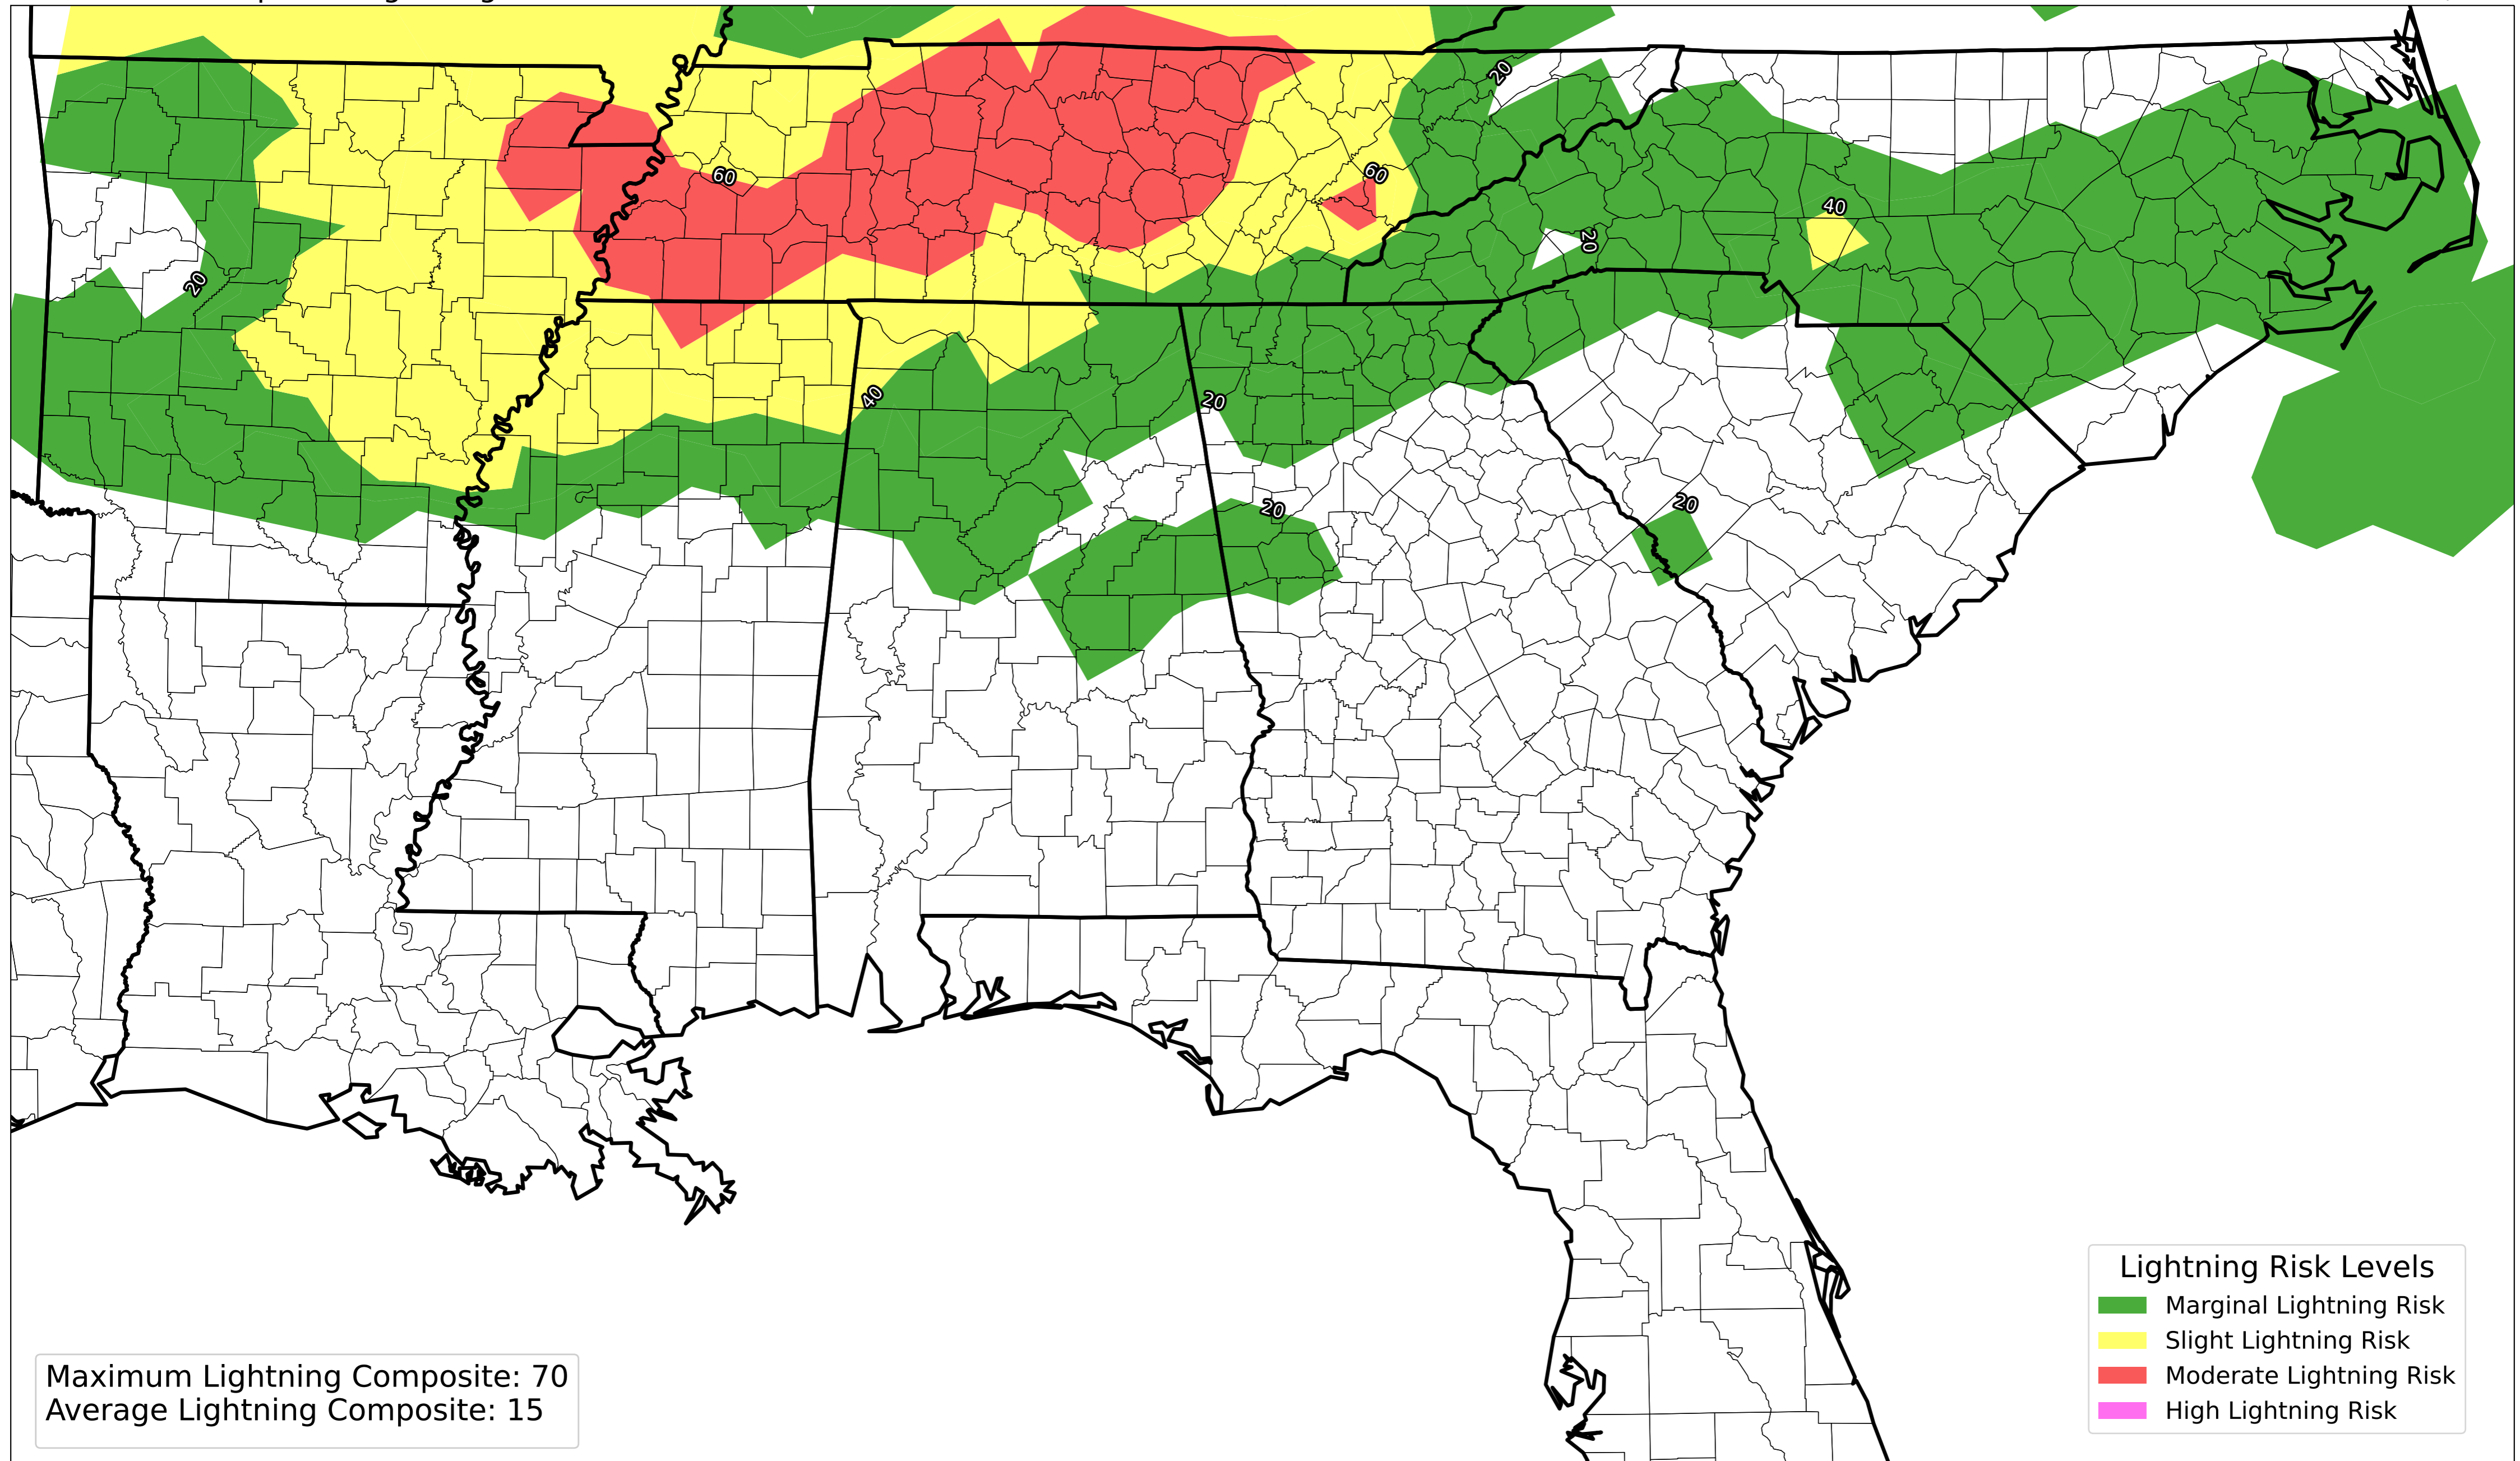 20
60
60
40
20
20
40
20
20
20
Lightning Risk Levels
Marginal Lightning Risk
Slight Lightning Risk
Moderate Lightning Risk
High Lightning Risk
Maximum Lightning Composite: 70
Average Lightning Composite: 15